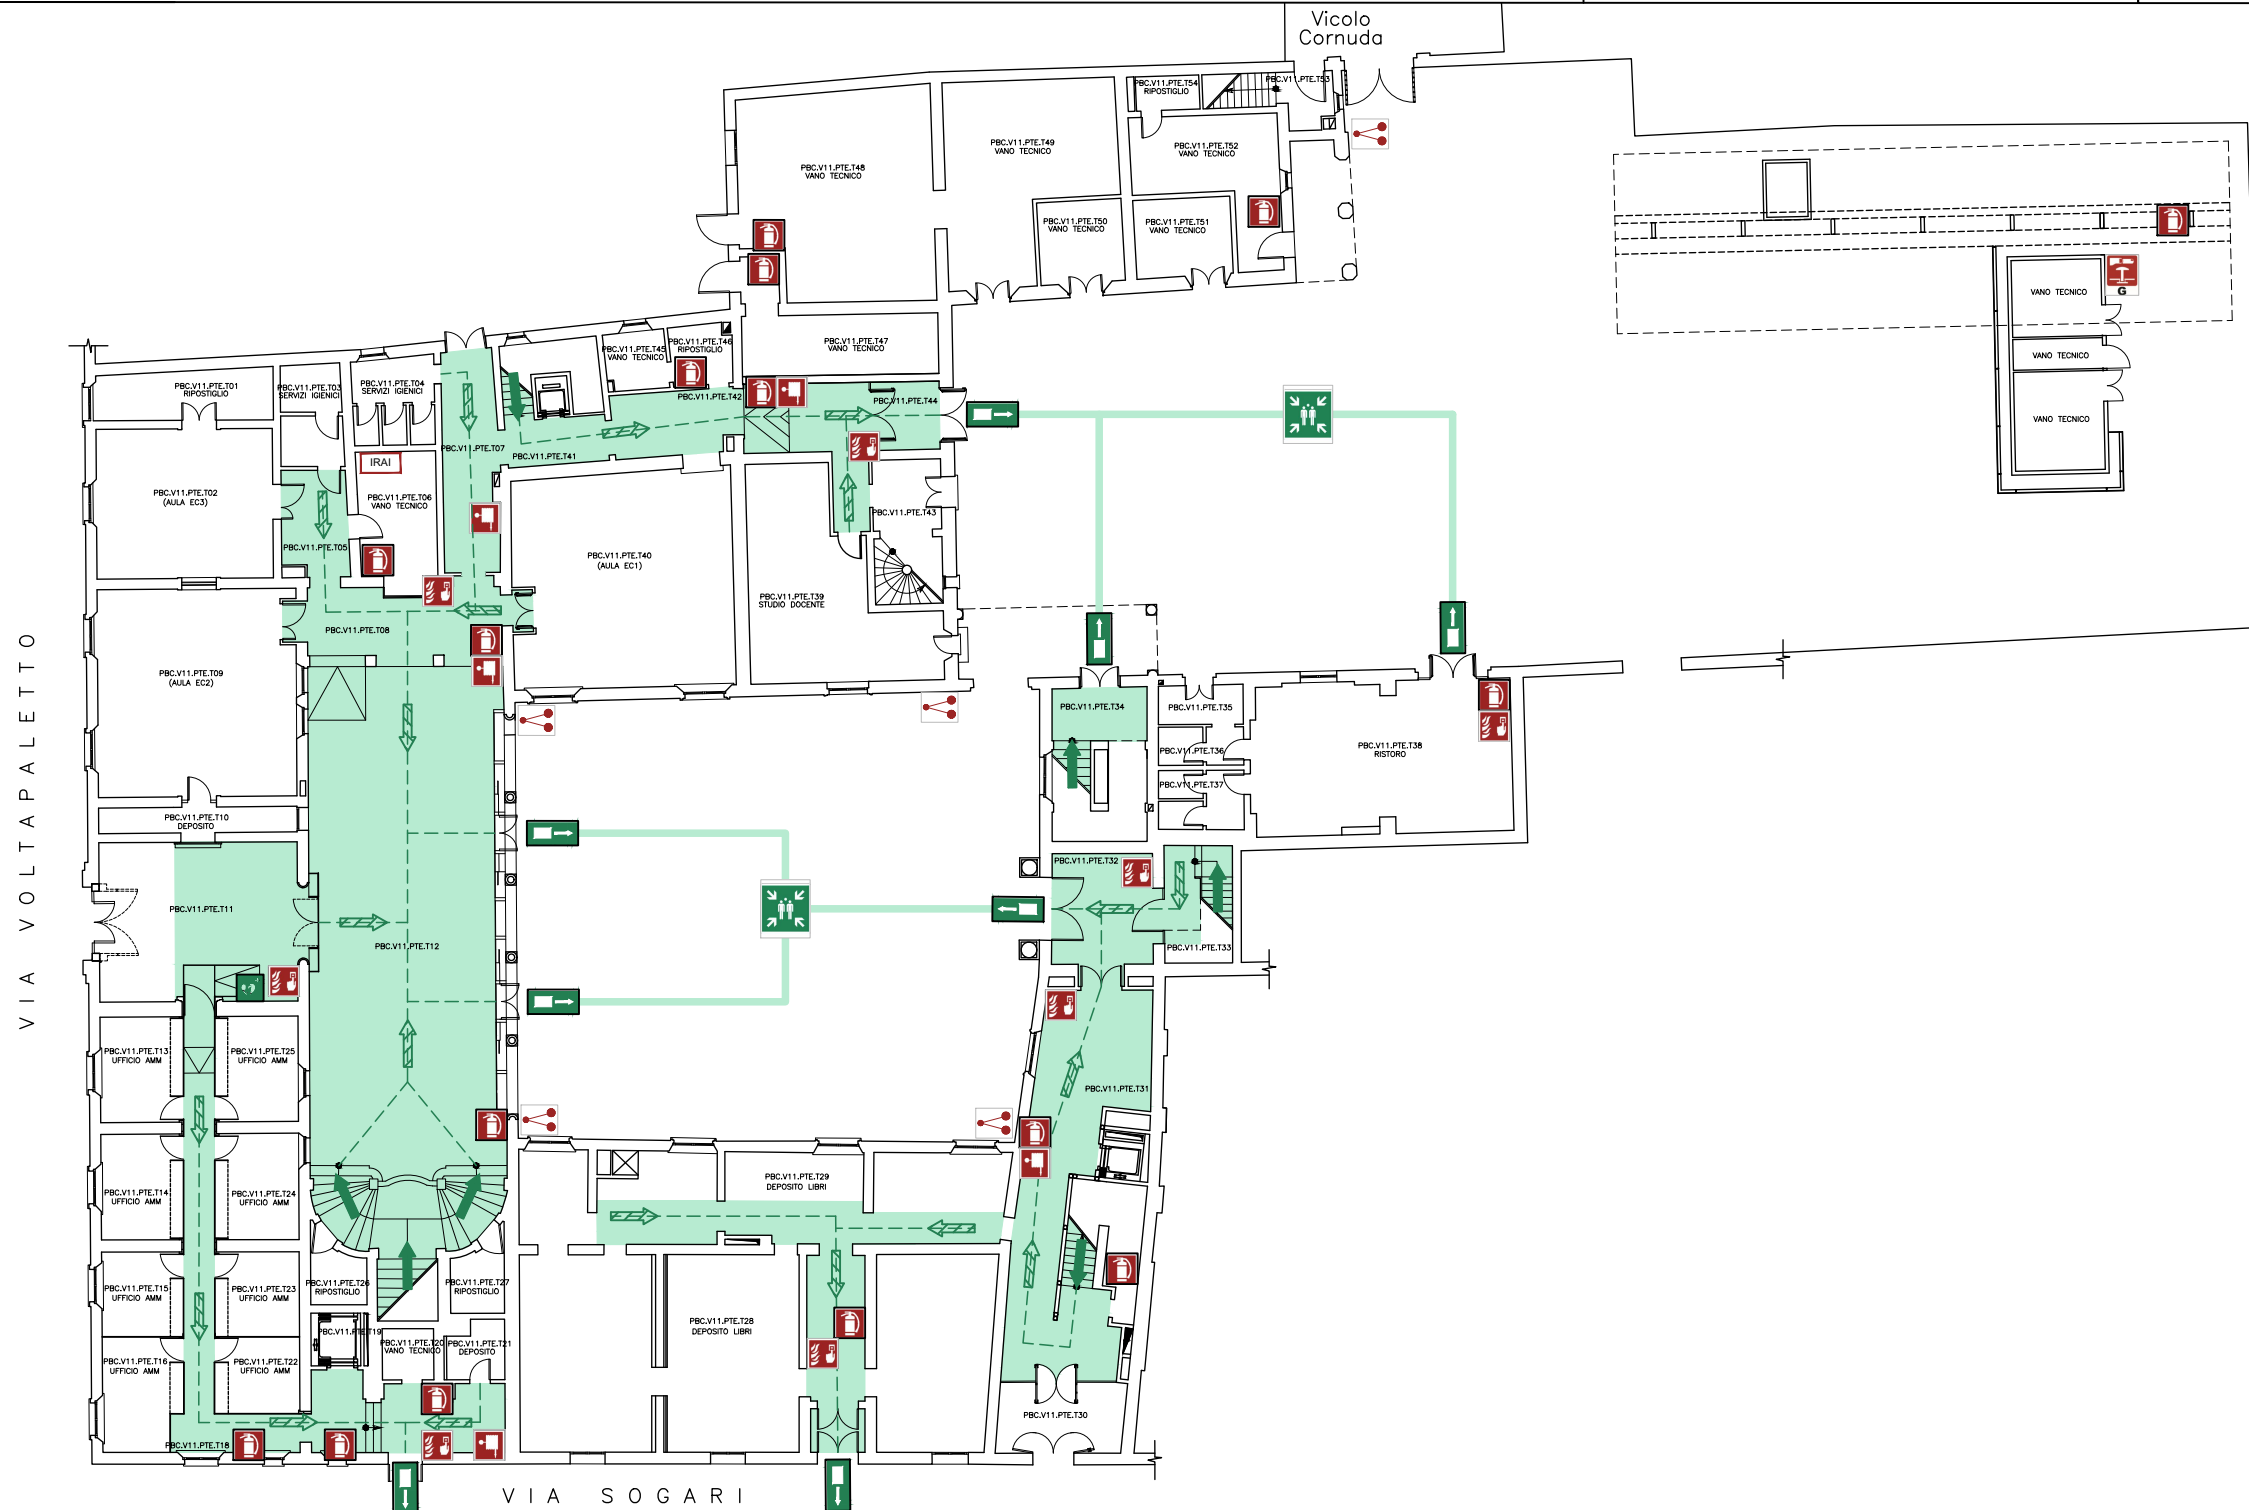 Vicolo
Cornuda
PBC.V11.PTE.T54
RIPOSTIGLIO
PBC.V11.PTE.T53
PBC.V11.PTE.T48
VANO TECNICO
PBC.V11.PTE.T49
VANO TECNICO
PBC.V11.PTE.T52
VANO TECNICO
PBC.V11.PTE.T50
VANO TECNICO
PBC.V11.PTE.T51
VANO TECNICO
G
VANO TECNICO
VANO TECNICO
VANO TECNICO
PBC.V11.PTE.T47
VANO TECNICO
PBC.V11.PTE.T45
VANO TECNICO
PBC.V11.PTE.T46
RIPOSTIGLIO
PBC.V11.PTE.T01
RIPOSTIGLIO
PBC.V11.PTE.T03
SERVIZI IGIENICI
PBC.V11.PTE.T04
SERVIZI IGIENICI
PBC.V11.PTE.T42
PBC.V11.PTE.T44
PBC.V11.PTE.T07
PBC.V11.PTE.T41
IRAI
PBC.V11.PTE.T02
(AULA EC3)
PBC.V11.PTE.T06
VANO TECNICO
PBC.V11.PTE.T43
PBC.V11.PTE.T05
PBC.V11.PTE.T40
(AULA EC1)
PBC.V11.PTE.T39
STUDIO DOCENTE
PBC.V11.PTE.T08
PBC.V11.PTE.T09
(AULA EC2)
VIA VOLTAPALETTO
PBC.V11.PTE.T34
PBC.V11.PTE.T35
PBC.V11.PTE.T36
PBC.V11.PTE.T37
PBC.V11.PTE.T38
RISTORO
PBC.V11.PTE.T10
DEPOSITO
PBC.V11.PTE.T32
PBC.V11.PTE.T11
PBC.V11.PTE.T12
PBC.V11.PTE.T33
PBC.V11.PTE.T13
UFFICIO AMM
PBC.V11.PTE.T25
UFFICIO AMM
PBC.V11.PTE.T31
PBC.V11.PTE.T14
UFFICIO AMM
PBC.V11.PTE.T24
UFFICIO AMM
PBC.V11.PTE.T29
DEPOSITO LIBRI
PBC.V11.PTE.T15
UFFICIO AMM
PBC.V11.PTE.T23
UFFICIO AMM
PBC.V11.PTE.T26
RIPOSTIGLIO
PBC.V11.PTE.T27
RIPOSTIGLIO
PBC.V11.PTE.T28
DEPOSITO LIBRI
PBC.V11.PTE.T19
PBC.V11.PTE.T20
VANO TECNICO
PBC.V11.PTE.T21
DEPOSITO
PBC.V11.PTE.T16
UFFICIO AMM
PBC.V11.PTE.T22
UFFICIO AMM
PBC.V11.PTE.T30
PBC.V11.PTE.T18
VIA SOGARI